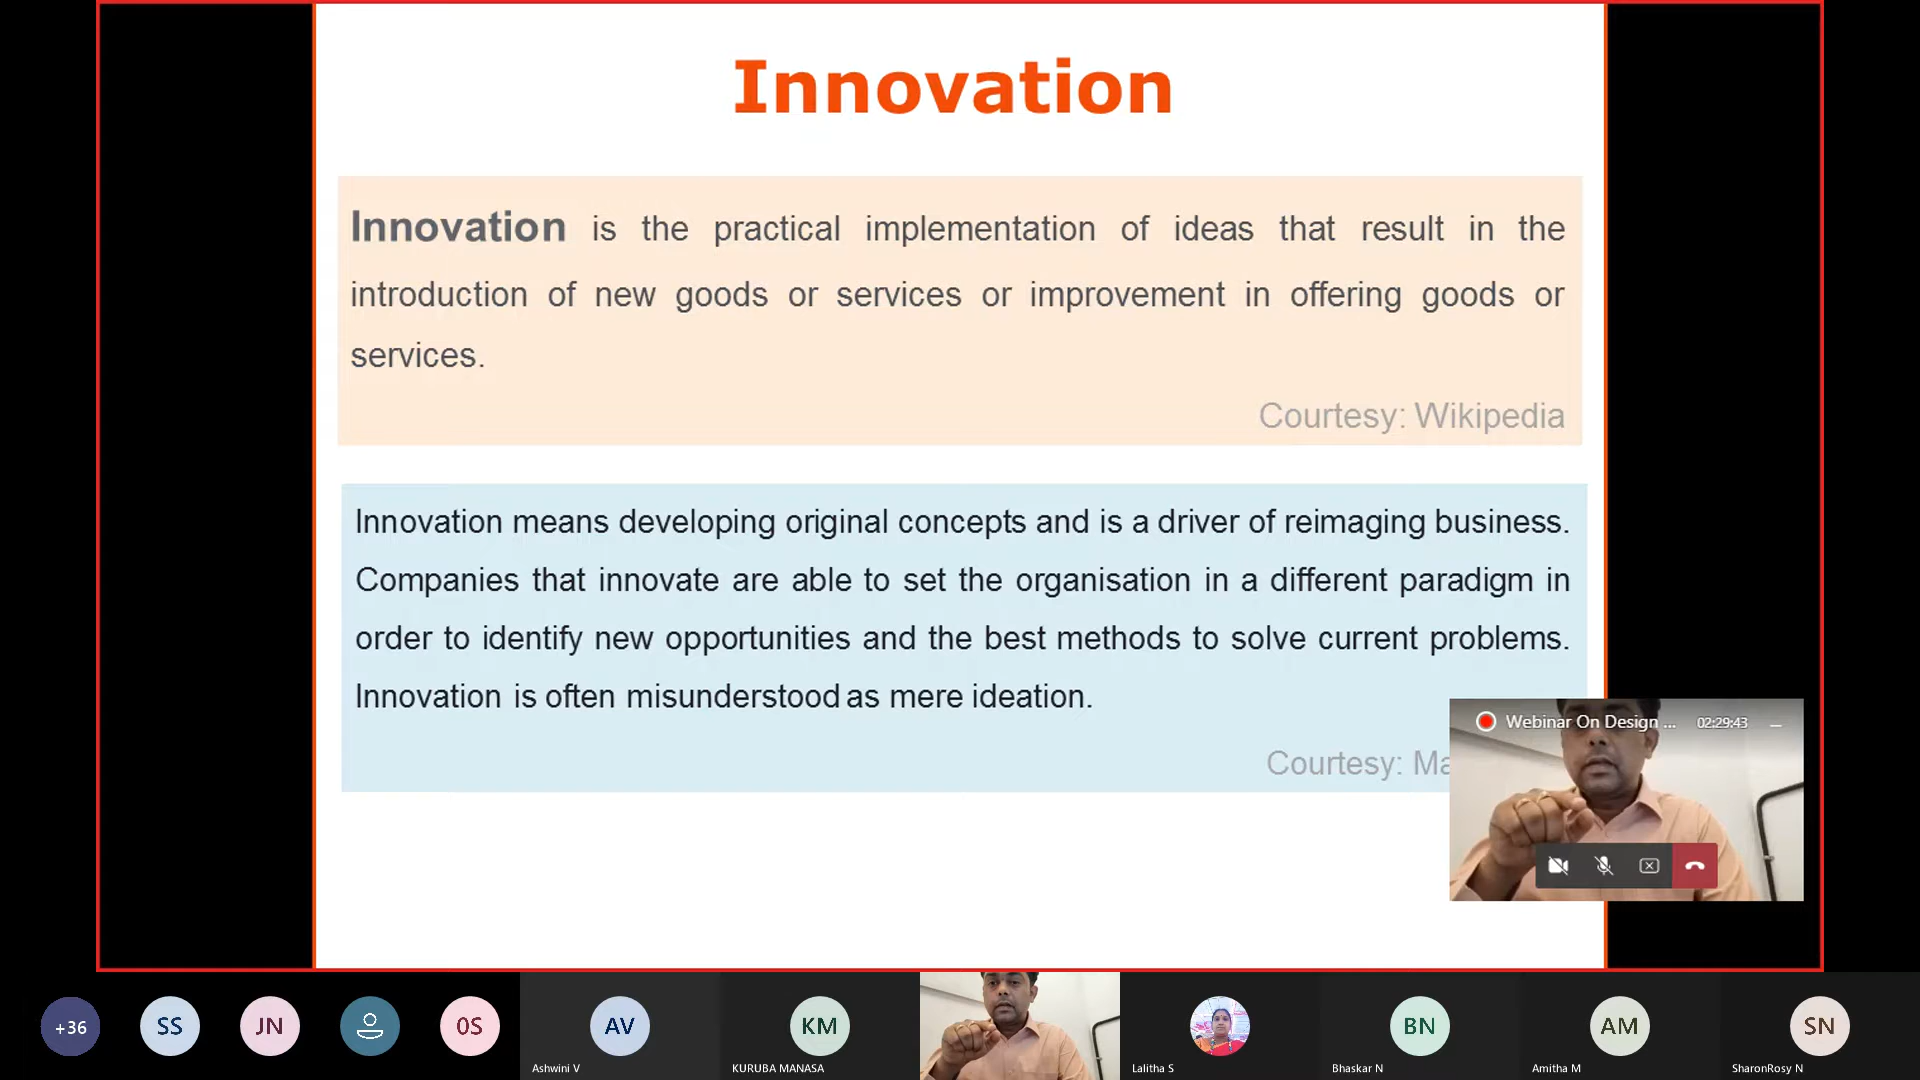 Innovation
Innovation is the practical implementation of ideas that result in the
introduction of new goods or services or improvement in offering goods or
services.
Courtesy: Wikipedia
Innovation means developing original concepts and is a driver of reimaging business.
Companies that innovate are able to set the organisation in a different paradigm in
order to identify new opportunities and the best methods to solve current problems.
Innovation is often misunderstood as mere ideation.
Courtesy: Ma
Webinar On Design ... 02:29:43
+36
SS
JN
0S
AV
KM
BN
AM
SN
Ashwini V
KURUBA MANASA
Lalitha S
Bhaskar N
Amitha M
SharonRosy N